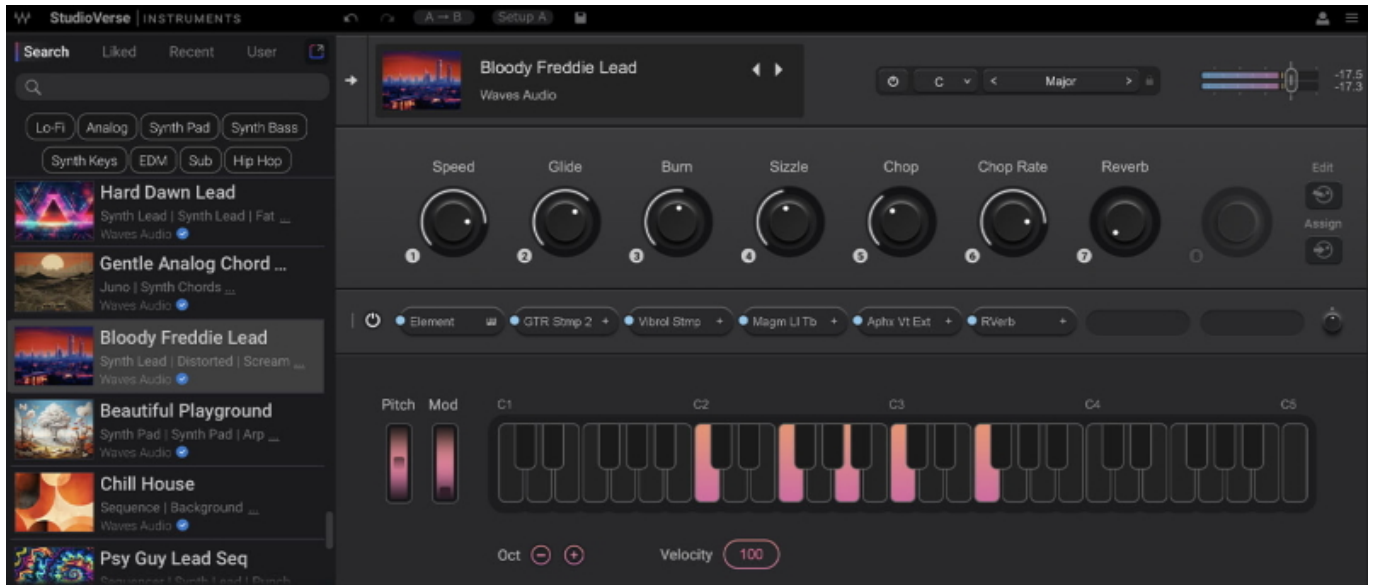 StudioVerse | INSTRUMENTS
A → B
Setup A
Search Liked Recent User
Lo-Fi Analog Synth Pad Synth Bass
Synth Keys EDM Sub Hip Hop
Hard Dawn Lead
Synth Lead | Synth Lead | Fat ...
Waves Audio
Gentle Analog Chord ...
Juno | Synth Chords ...
Waves Audio
Bloody Freddie Lead
Synth Lead | Distorted | Scream ...
Waves Audio
Beautiful Playground
Synth Pad | Synth Pad | Arp ...
Waves Audio
Chill House
Sequence | Background ...
Waves Audio
Psy Guy Lead Seq
Sequencer | Synth Lead | Punch
Bloody Freddie Lead
Waves Audio
C < Major >
-17.5
-17.3
Speed Glide Burn Sizzle Chop Chop Rate Reverb
1 2 3 4 5 6 7 8
Edit
Assign
Element GTR Stmp 2 + Vibrol Stmp + Magm Ll Tb + Aphx Vt Ext + RVerb +
Pitch Mod
C1 C2 C3 C4 C5
Oct − +
Velocity 100